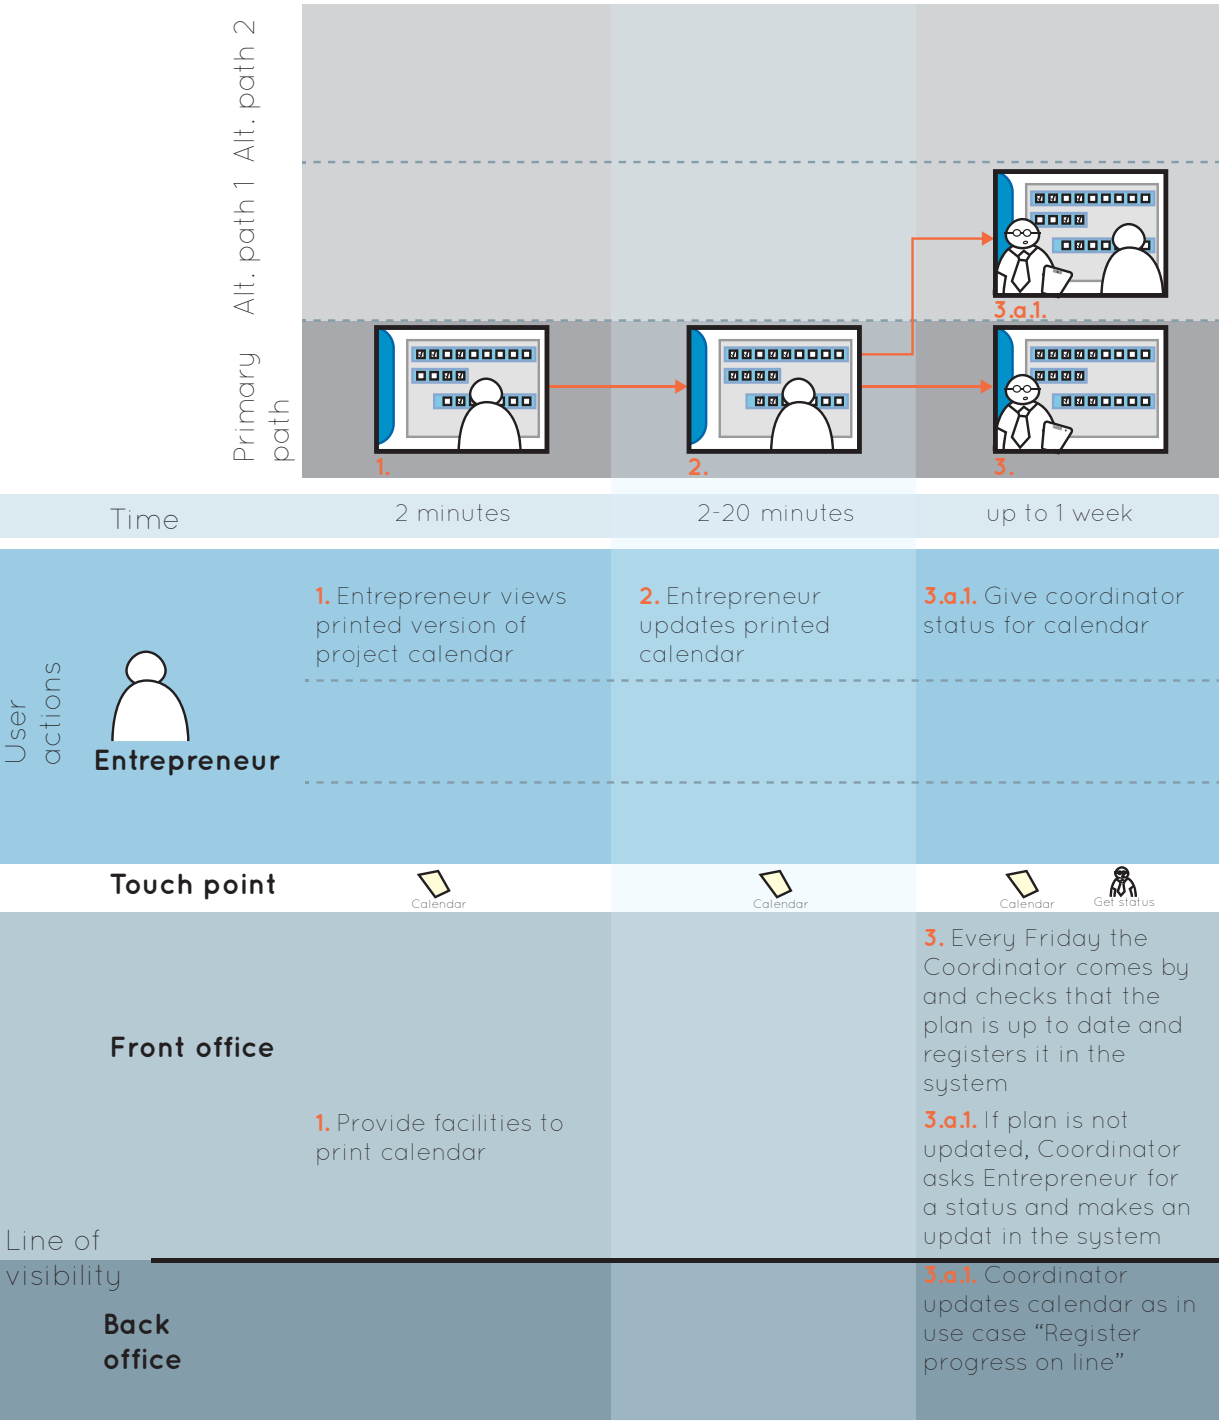 Alt. path 2
Alt. path 1
3.a.1.
Primary
path
1.
2.
3.
Time
2 minutes
2-20 minutes
up to 1 week
User
actions
Entrepreneur
1. Entrepreneur views
printed version of
project calendar
2. Entrepreneur
updates printed
calendar
3.a.1. Give coordinator
status for calendar
Touch point
Calendar
Calendar
Calendar
Get status
Front office
1. Provide facilities to
print calendar
3. Every Friday the
Coordinator comes by
and checks that the
plan is up to date and
registers it in the
system
3.a.1. If plan is not
updated, Coordinator
asks Entrepreneur for
a status and makes an
updat in the system
Line of
visibility
Back
office
3.a.1. Coordinator
updates calendar as in
use case “Register
progress on line”